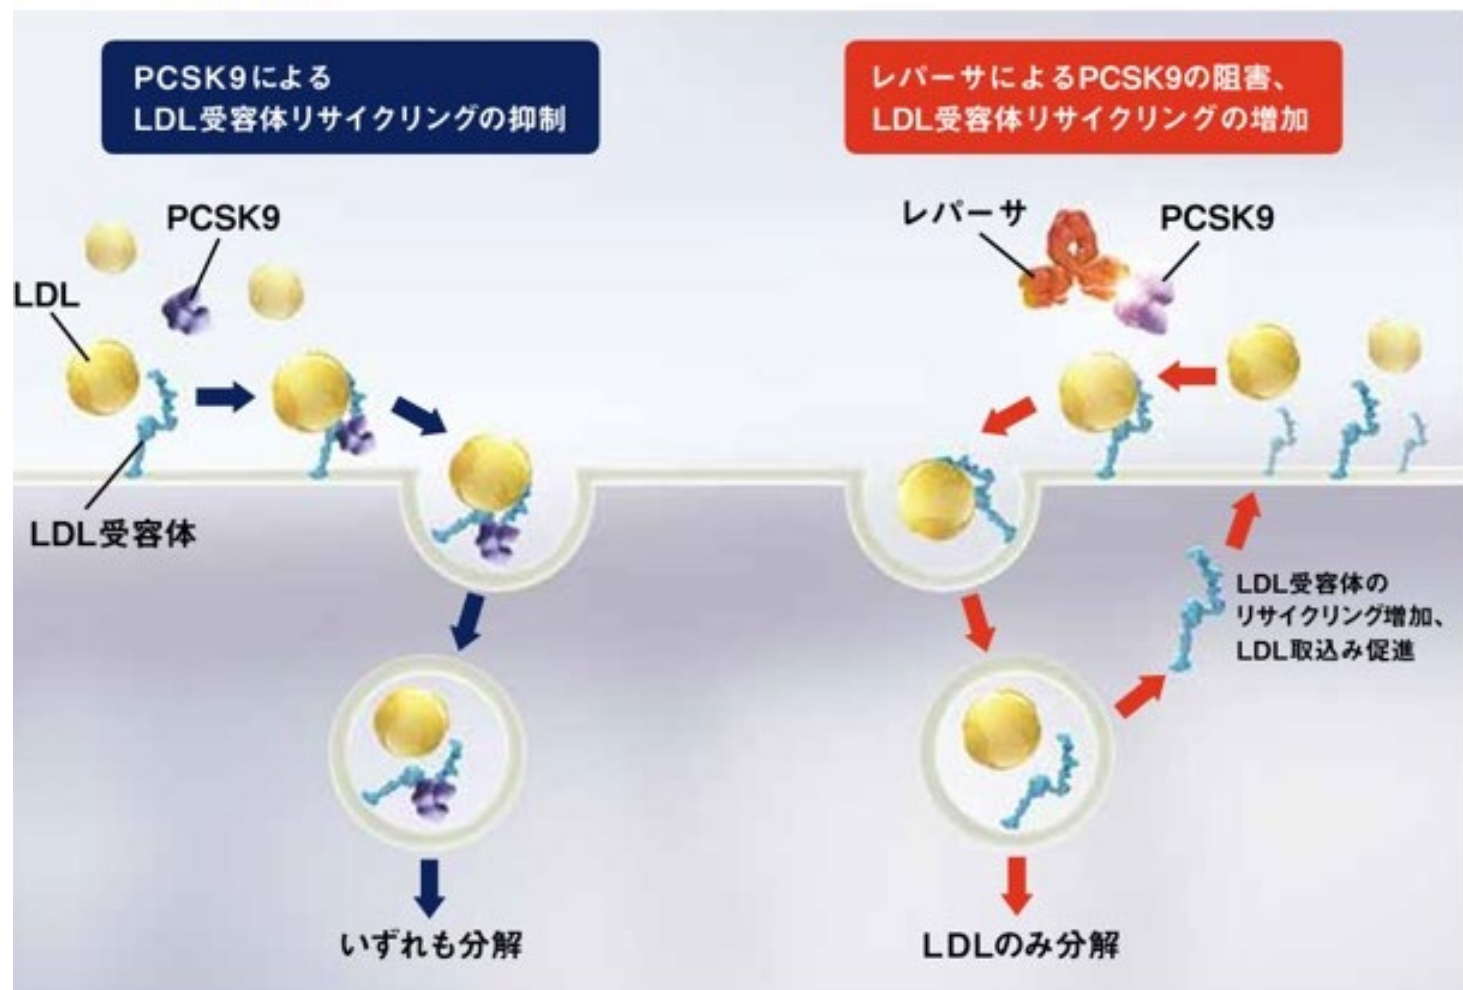 PCSK9による
LDL受容体リサイクリングの抑制
レパーサによるPCSK9の阻害、
LDL受容体リサイクリングの増加
PCSK9
LDL
LDL受容体
いずれも分解
レパーサ
PCSK9
LDL受容体の
リサイクリング増加、
LDL取込み促進
LDLのみ分解